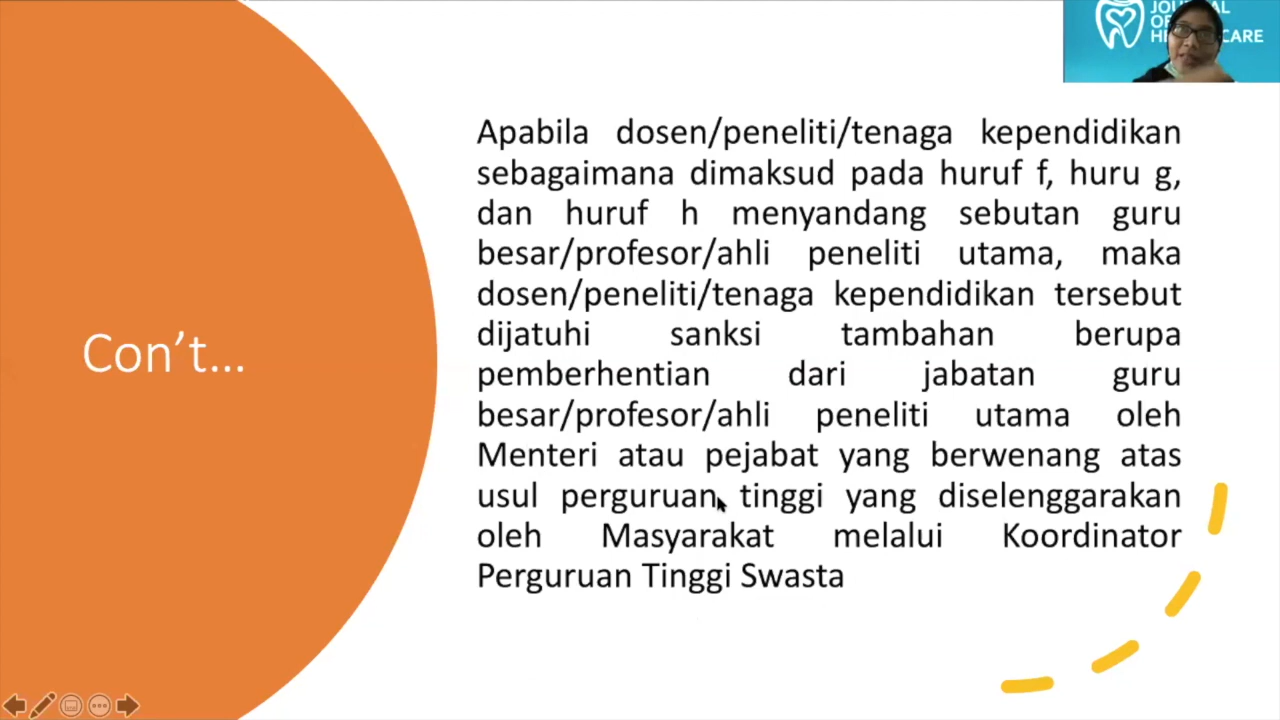 JOURNAL
OF
CARE
Apabila dosen/peneliti/tenaga kependidikan
sebagaimana dimaksud pada huruf f, huru g,
dan huruf h menyandang sebutan guru
besar/profesor/ahli peneliti utama, maka
dosen/peneliti/tenaga kependidikan tersebut
dijatuhi sanksi tambahan berupa
pemberhentian dari jabatan guru
besar/profesor/ahli peneliti utama oleh
Menteri atau pejabat yang berwenang atas
usul perguruan tinggi yang diselenggarakan
oleh Masyarakat melalui Koordinator
Perguruan Tinggi Swasta
Con't...